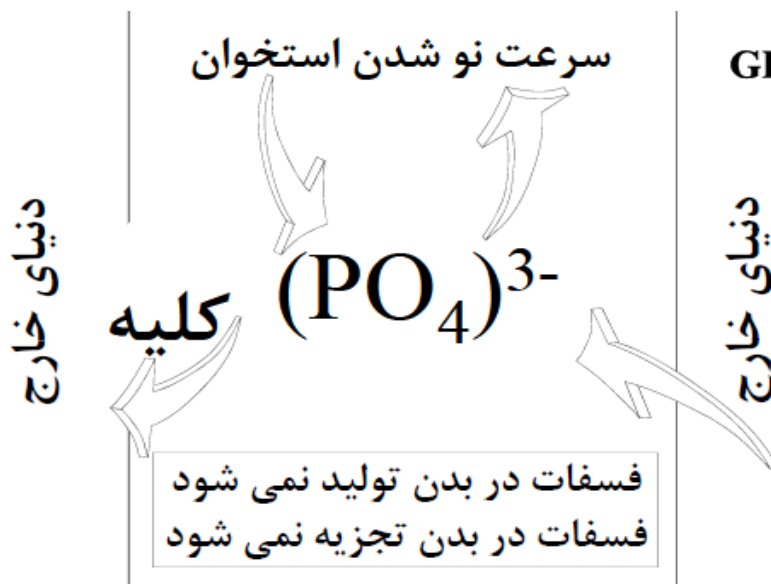 سرعت نو شدن استخوان
دنیای خارج
دنیای خارج
کلیه
(PO₄)³⁻
فسفات در بدن تولید نمی شود
فسفات در بدن تجزیه نمی شود